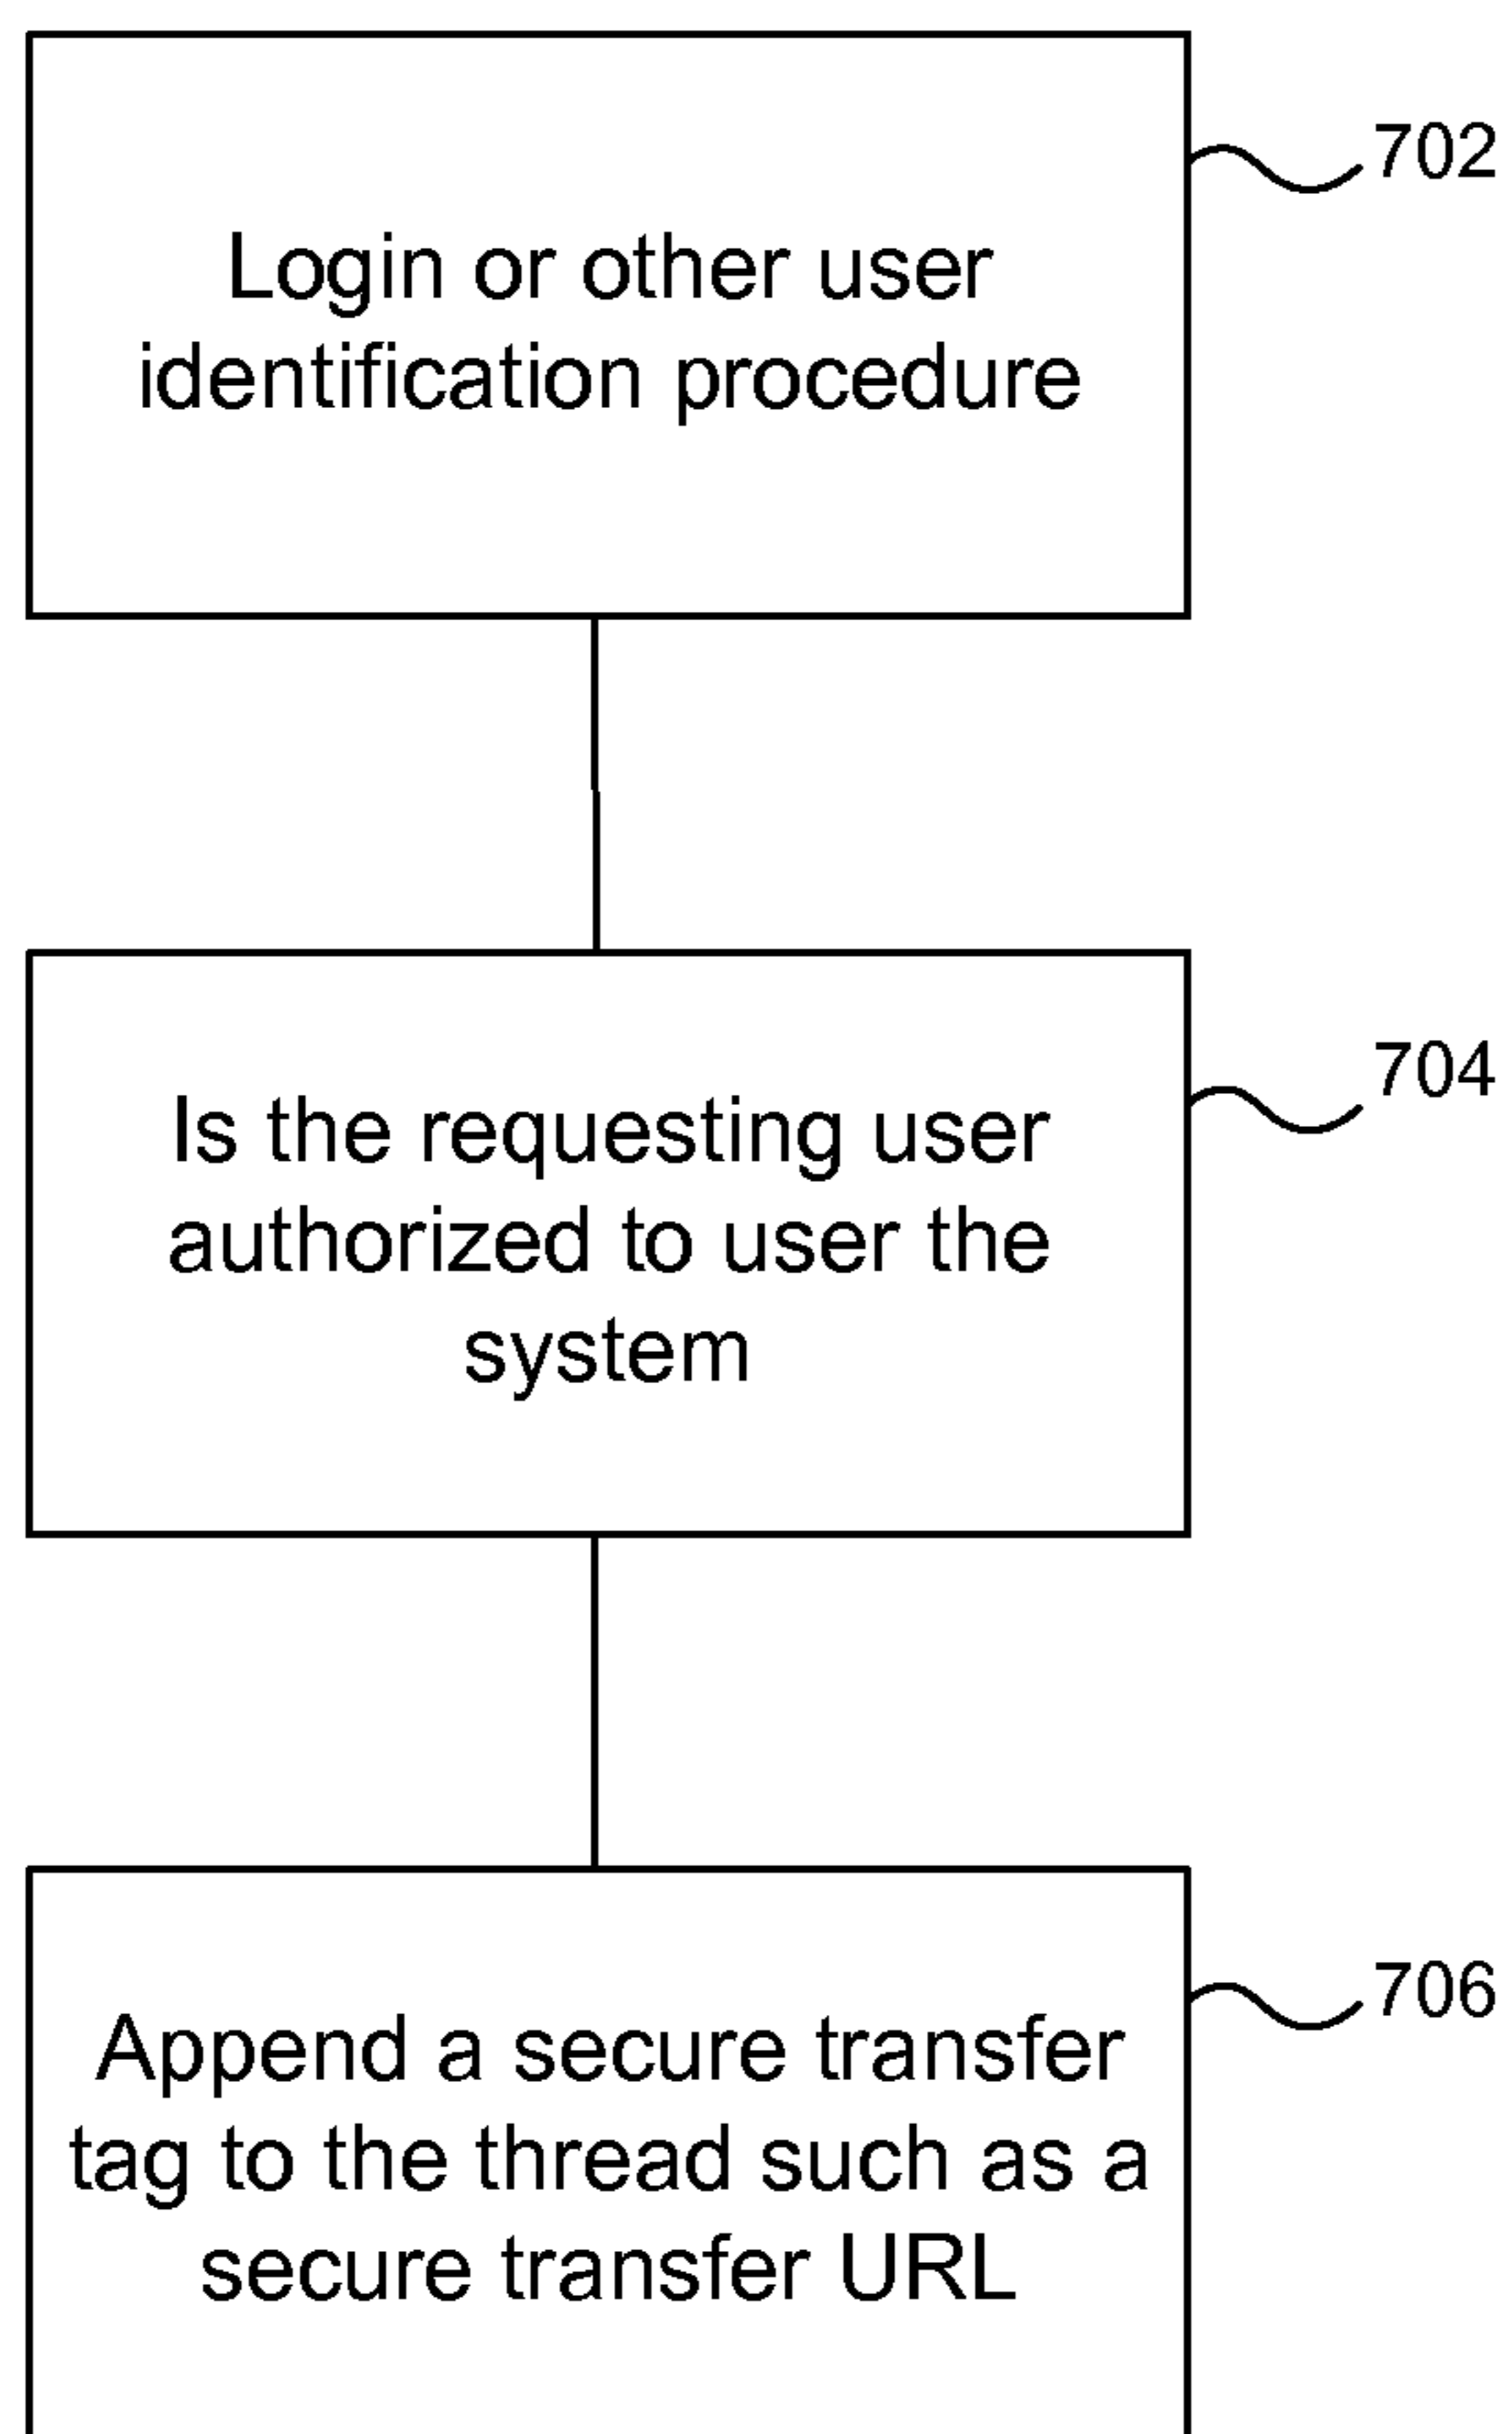 702
Login or other user
identification procedure
704
Is the requesting user
authorized to user the
system
706
Append a secure transfer
tag to the thread such as a
secure transfer URL